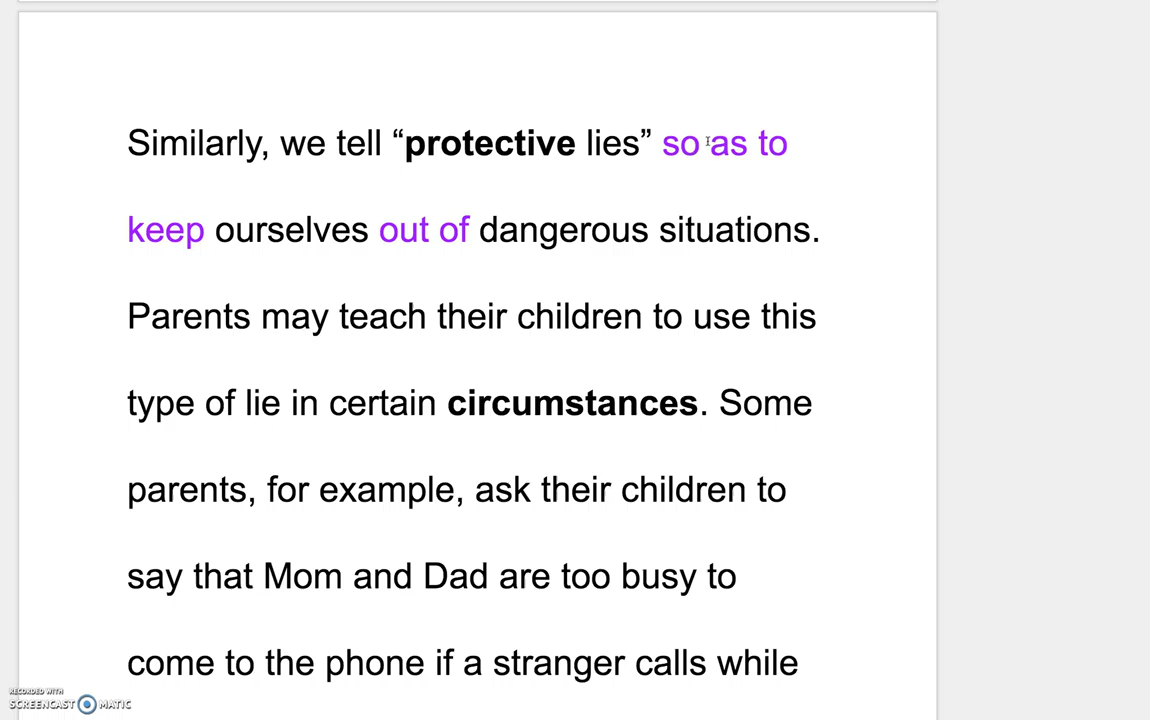 Similarly, we tell “protective lies” so as to
keep ourselves out of dangerous situations.
Parents may teach their children to use this
type of lie in certain circumstances. Some
parents, for example, ask their children to
say that Mom and Dad are too busy to
come to the phone if a stranger calls while
RECORDED WITH
SCREENCAST MATIC